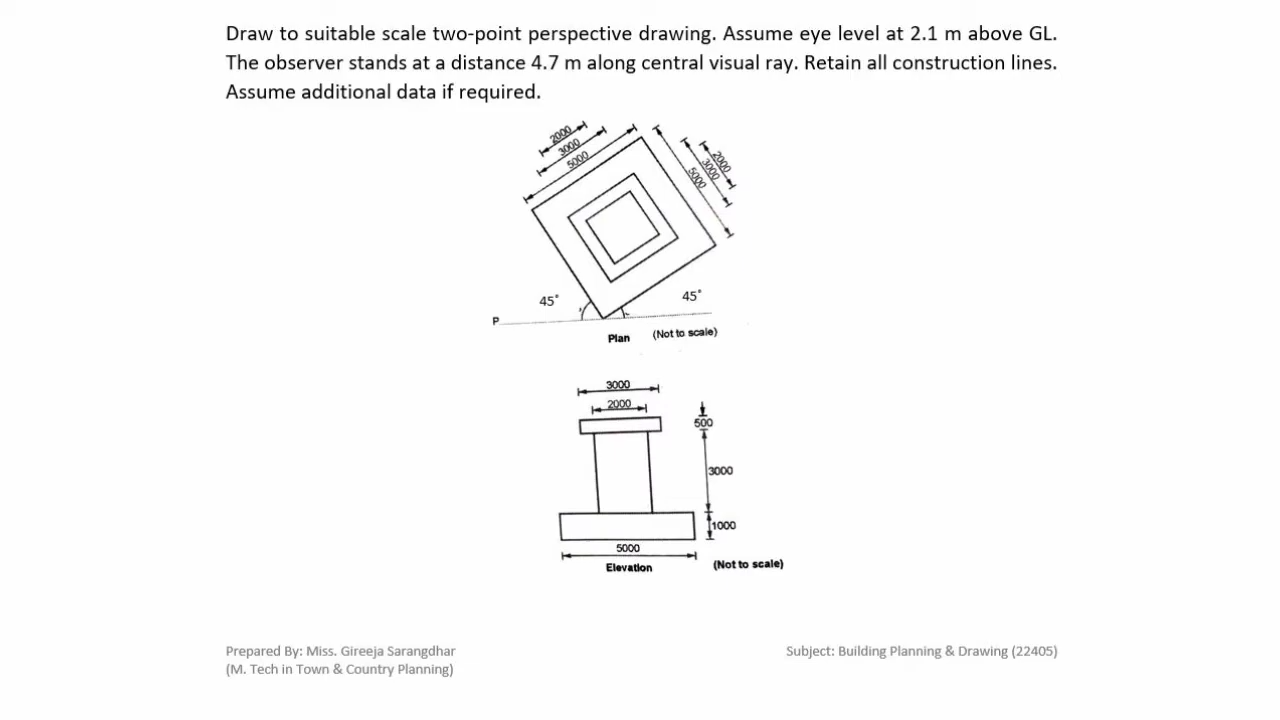 Draw to suitable scale two-point perspective drawing. Assume eye level at 2.1 m above GL.
The observer stands at a distance 4.7 m along central visual ray. Retain all construction lines.
Assume additional data if required.
2000
3000
5000
2000
3000
5000
45°
45°
P
Plan
(Not to scale)
3000
2000
500
3000
1000
5000
Elevation
(Not to scale)
Prepared By: Miss. Gireeja Sarangdhar
(M. Tech in Town & Country Planning)
Subject: Building Planning & Drawing (22405)